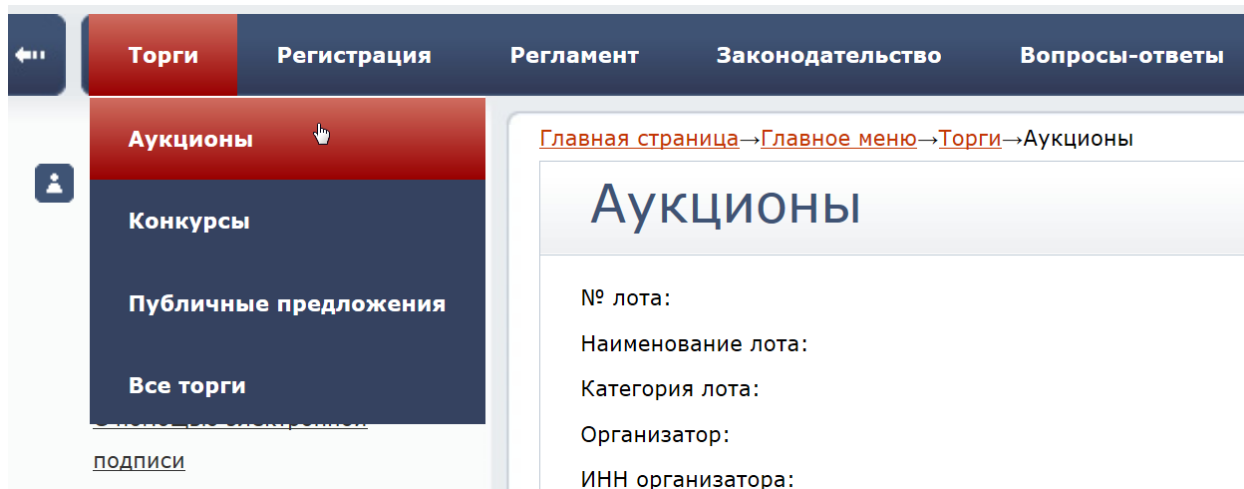 Торги Регистрация Регламент Законодательство Вопросы-ответы
Аукционы
Конкурсы
Публичные предложения
Все торги
подписи
Главная страница→Главное меню→Торги→Аукционы
Аукционы
№ лота:
Наименование лота:
Категория лота:
Организатор:
ИНН организатора: